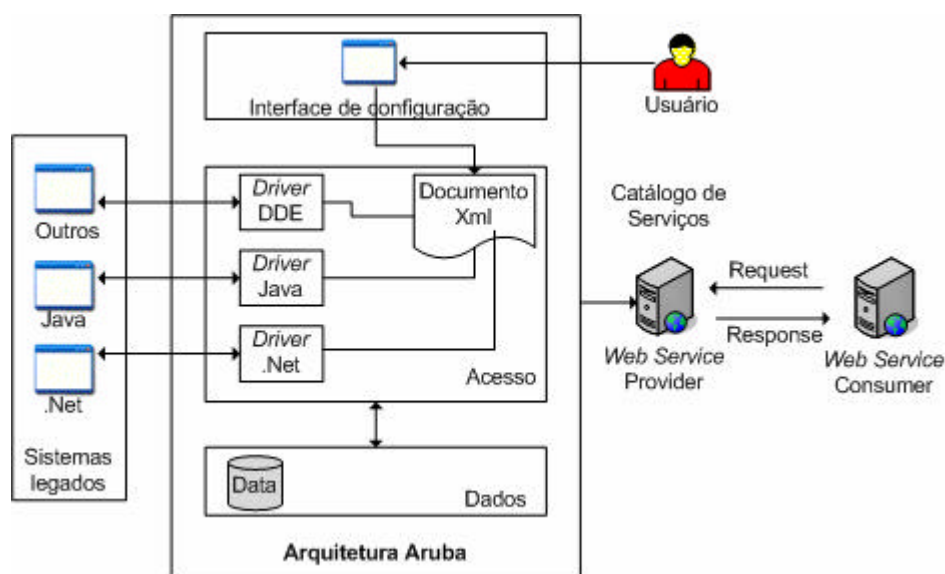 Interface de configuração
Usuário
Outros
Java
.Net
Sistemas
legados
Driver
DDE
Driver
Java
Driver
.Net
Documento
Xml
Acesso
Data
Dados
Arquitetura Aruba
Catálogo de
Serviços
Request
Response
Web Service
Provider
Web Service
Consumer